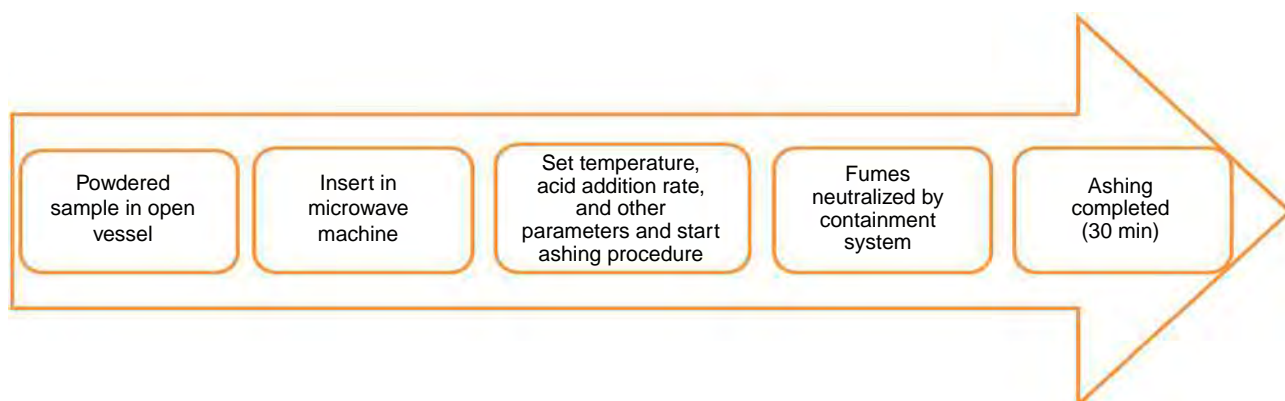 Powdered
sample in open
vessel
Insert in
microwave
machine
Set temperature,
acid addition rate,
and other
parameters and start
ashing procedure
Fumes
neutralized by
containment
system
Ashing
completed
(30 min)